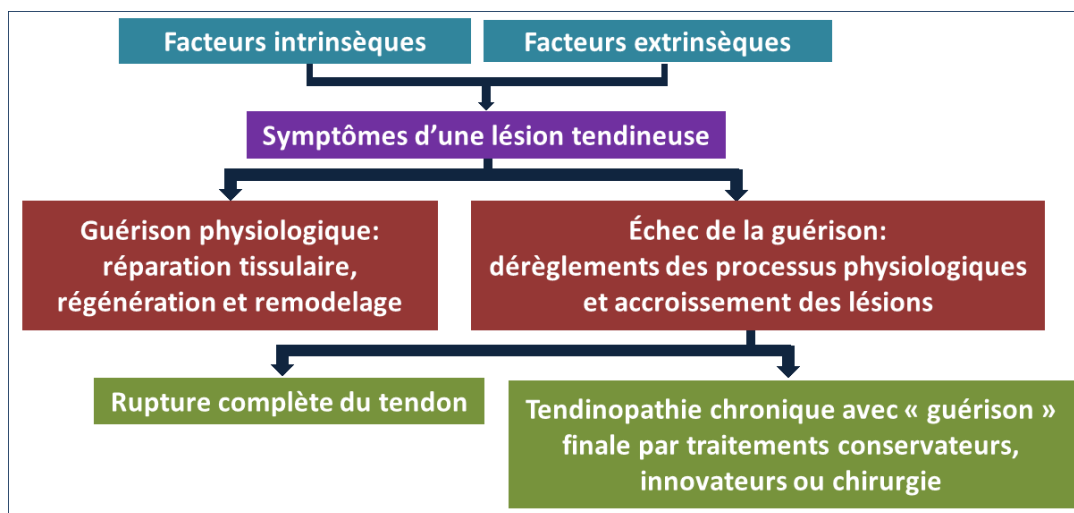 Facteurs intrinsèques
Facteurs extrinsèques
Symptômes d’une lésion tendineuse
Guérison physiologique:
réparation tissulaire,
régénération et remodelage
Échec de la guérison:
dérèglements des processus physiologiques
et accroissement des lésions
Rupture complète du tendon
Tendinopathie chronique avec « guérison »
finale par traitements conservateurs,
innovateurs ou chirurgie